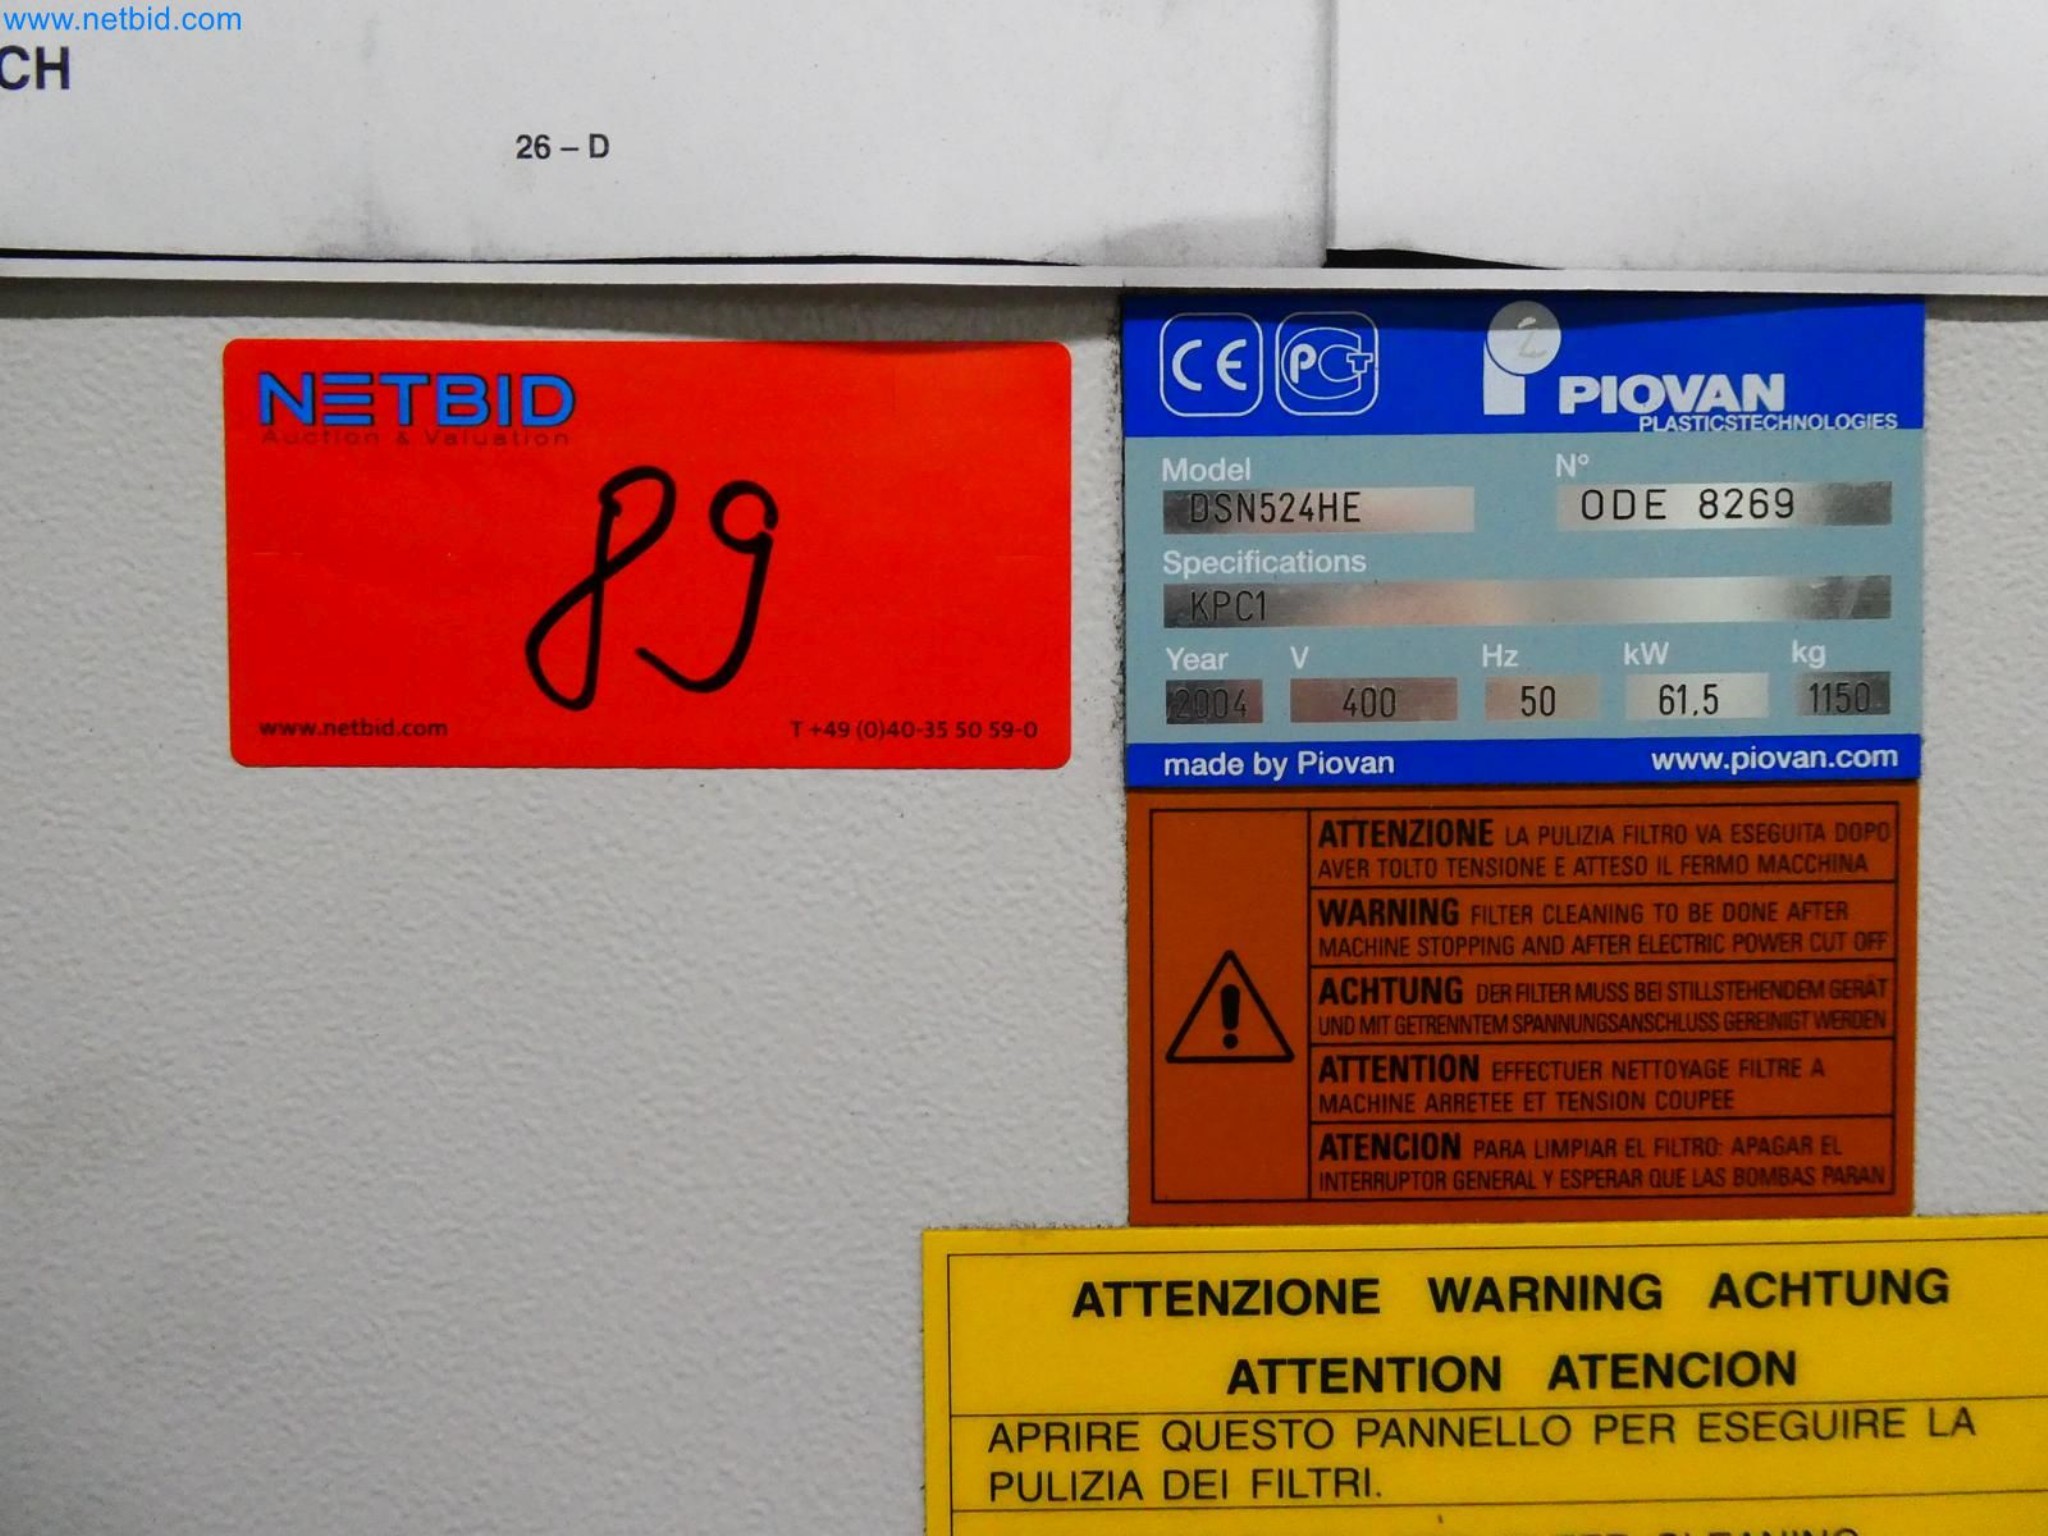 www.netbid.com
CH
26 – D
NETBID
Auction & Valuation
89
www.netbid.com
T +49 (0)40-35 50 59-0
CE PCT
PIOVAN
PLASTICSTECHNOLOGIES
Model N°
DSN524HE ODE 8269
Specifications
KPC1
Year V Hz kW kg
2004 400 50 61,5 1150
made by Piovan www.piovan.com
ATTENZIONE LA PULIZIA FILTRO VA ESEGUITA DOPO
AVER TOLTO TENSIONE E ATTESO IL FERMO MACCHINA
WARNING FILTER CLEANING TO BE DONE AFTER
MACHINE STOPPING AND AFTER ELECTRIC POWER CUT OFF
ACHTUNG DER FILTER MUSS BEI STILLSTEHENDEM GERÄT
UND MIT GETRENNTEM SPANNUNGSANSCHLUSS GEREINIGT WERDEN
ATTENTION EFFECTUER NETTOYAGE FILTRE A
MACHINE ARRETEE ET TENSION COUPEE
ATENCION PARA LIMPIAR EL FILTRO: APAGAR EL
INTERRUPTOR GENERAL Y ESPERAR QUE LAS BOMBAS PARAN
ATTENZIONE WARNING ACHTUNG
ATTENTION ATENCION
APRIRE QUESTO PANNELLO PER ESEGUIRE LA
PULIZIA DEI FILTRI.
CLEANING